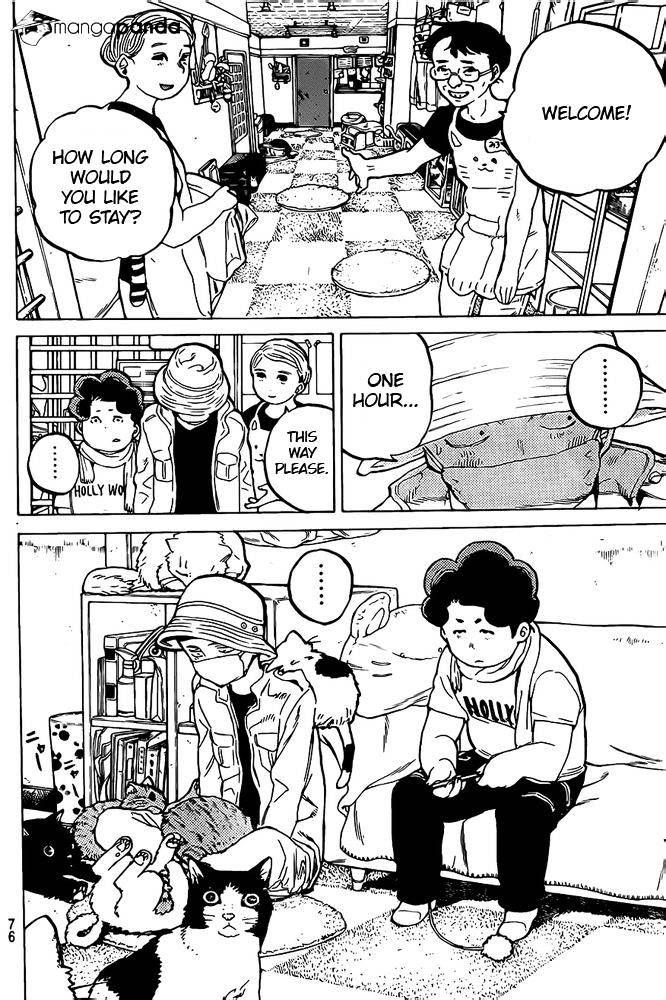 mangapanda
WELCOME!
HOW LONG
WOULD
YOU LIKE
TO STAY?
ONE
HOUR...
......
THIS
WAY
PLEASE.
......
HOLLY WO
......
HOLLY
76